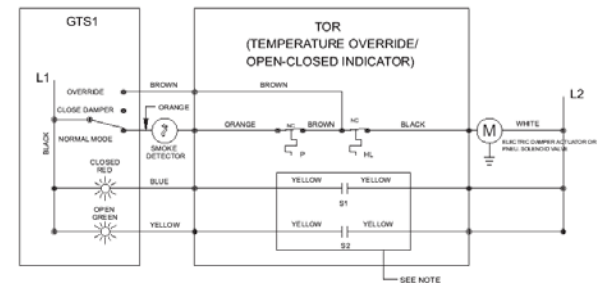 GTS1
TOR
(TEMPERATURE OVERRIDE/
OPEN-CLOSED INDICATOR)
L1
L2
OVERRIDE
BROWN
BROWN
CLOSE DAMPER
ORANGE
NORMAL MODE
BLACK
SMOKE
DETECTOR
ORANGE
NC
BROWN
NC
BLACK
P
HL
M
WHITE
ELECTRIC DAMPER ACTUATOR OR
PNEU. SOLENOID VALVE
CLOSED
RED
BLUE
YELLOW
YELLOW
S1
OPEN
GREEN
YELLOW
YELLOW
YELLOW
S2
SEE NOTE